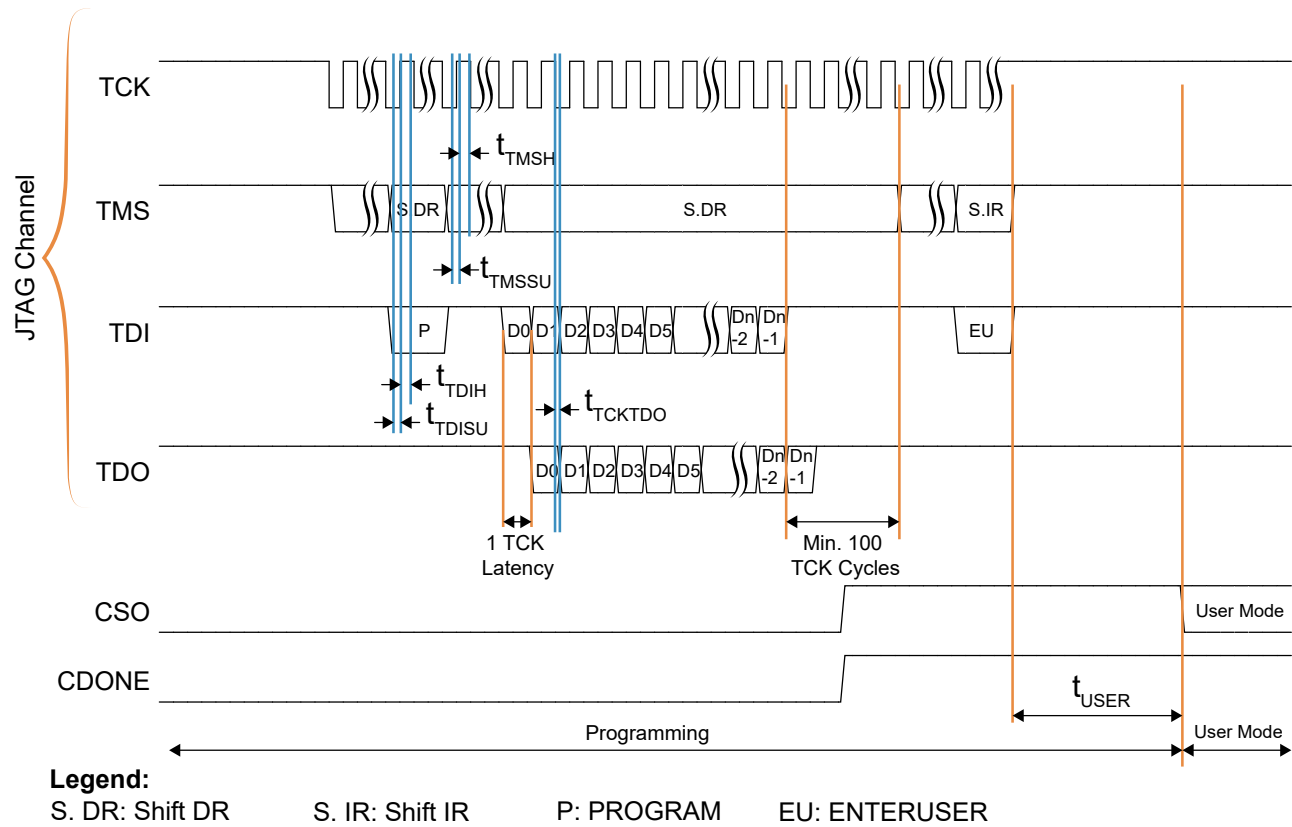 JTAG Channel
TCK
t TMSH
TMS
S.DR
S.DR
S.IR
t TMSSU
TDI
P
D0
D1
D2
D3
D4
D5
Dn
-2
Dn
-1
EU
t TDIH
t TDISU
t TCKTDO
TDO
D0
D1
D2
D3
D4
D5
Dn
-2
Dn
-1
1 TCK
Latency
Min. 100
TCK Cycles
CSO
User Mode
CDONE
t USER
Programming
User Mode
Legend:
S. DR: Shift DR S. IR: Shift IR P: PROGRAM EU: ENTERUSER